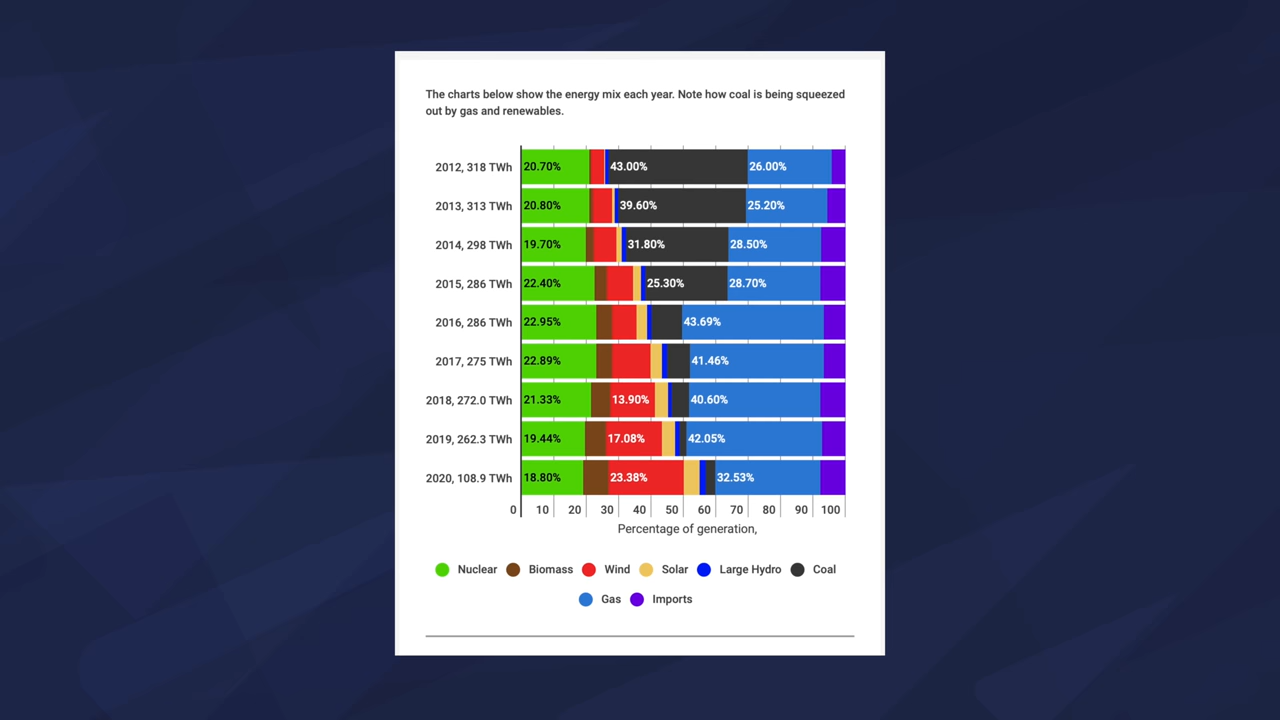 The charts below show the energy mix each year. Note how coal is being squeezed
out by gas and renewables.
2012, 318 TWh 20.70% 43.00% 26.00%
2013, 313 TWh 20.80% 39.60% 25.20%
2014, 298 TWh 19.70% 31.80% 28.50%
2015, 286 TWh 22.40% 25.30% 28.70%
2016, 286 TWh 22.95% 43.69%
2017, 275 TWh 22.89% 41.46%
2018, 272.0 TWh 21.33% 13.90% 40.60%
2019, 262.3 TWh 19.44% 17.08% 42.05%
2020, 108.9 TWh 18.80% 23.38% 32.53%
0 10 20 30 40 50 60 70 80 90 100
Percentage of generation,
Nuclear Biomass Wind Solar Large Hydro Coal
Gas Imports